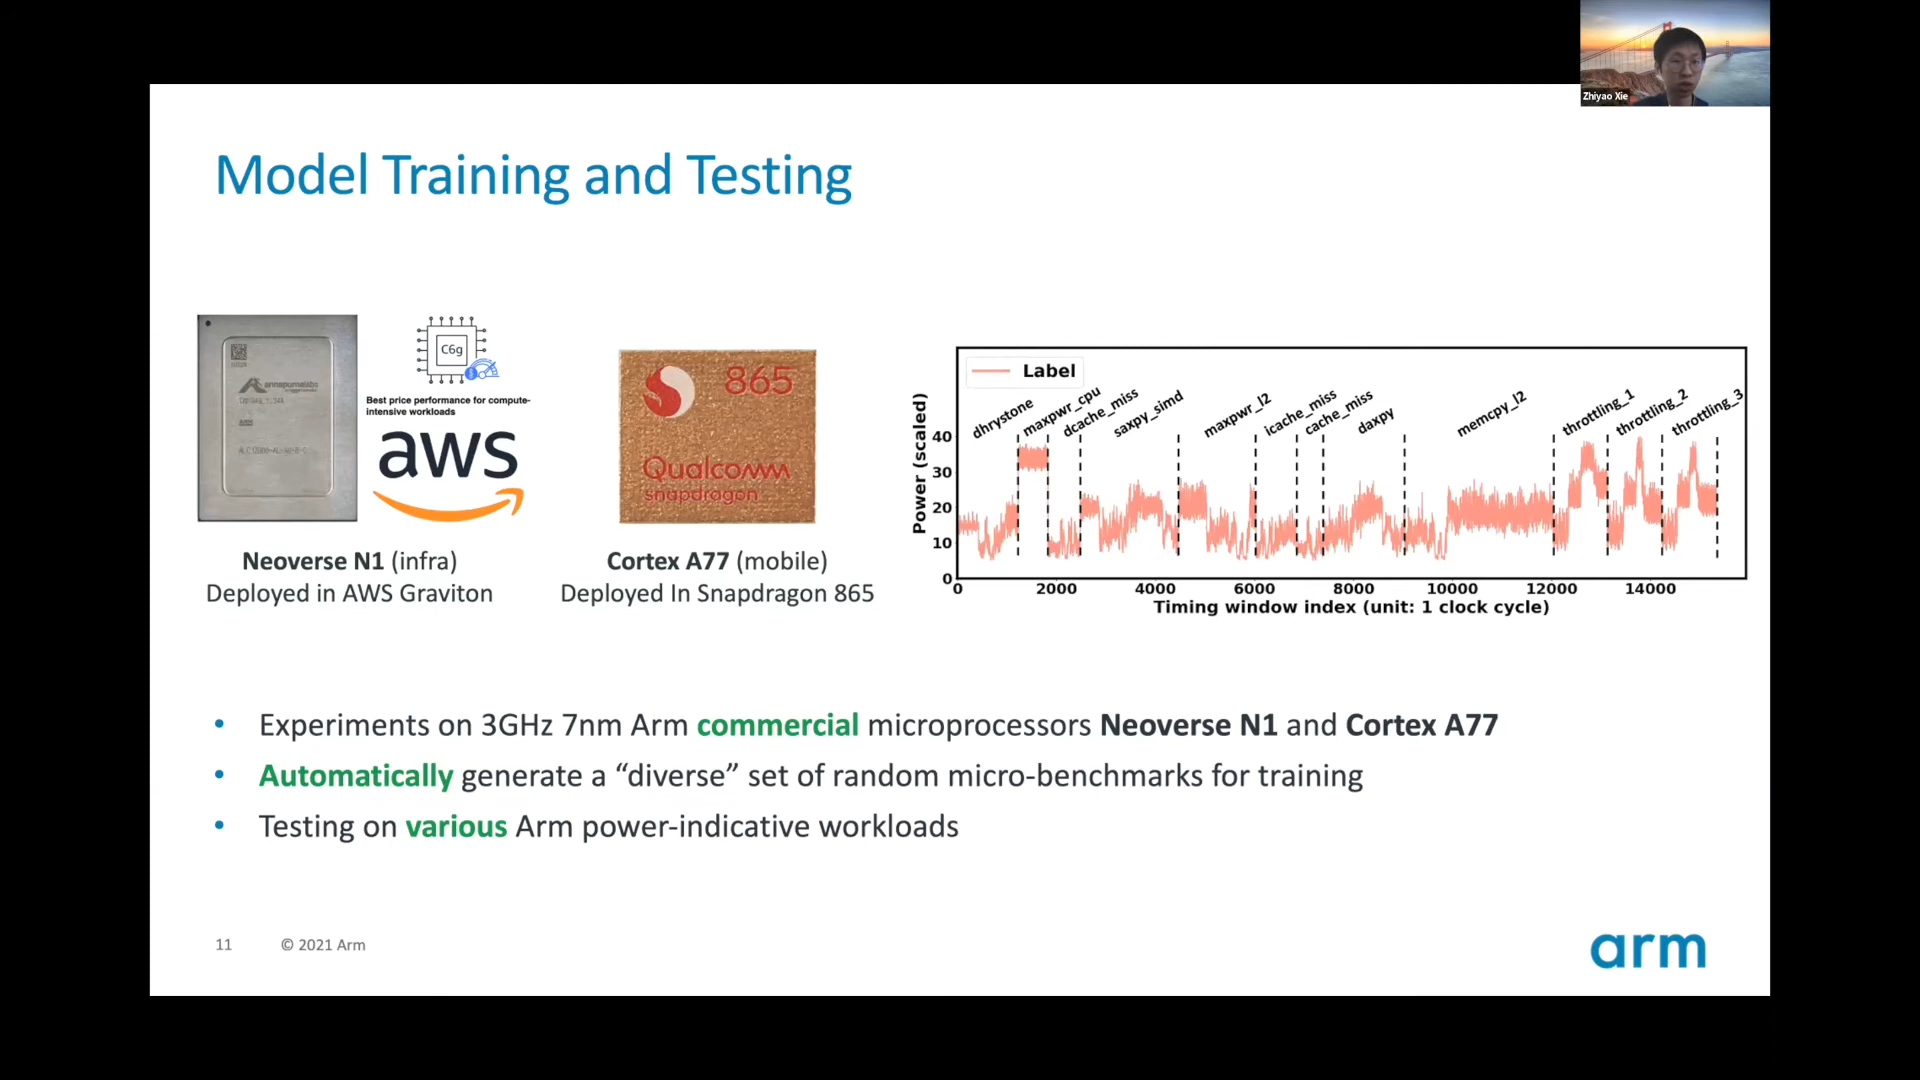 Zhiyao Xie
Model Training and Testing
annapurnalabs
C6g
Best price performance for compute-
intensive workloads
aws
Neoverse N1 (infra)
Deployed in AWS Graviton
865
Qualcomm
snapdragon
Cortex A77 (mobile)
Deployed In Snapdragon 865
Label
dhrystone
maxpwr_cpu
dcache_miss
saxpy_simd
maxpwr_l2
icache_miss
cache_miss
daxpy
memcpy_l2
throttling_1
throttling_2
throttling_3
Power (scaled)
40
30
20
10
0
0 2000 4000 6000 8000 10000 12000 14000
Timing window index (unit: 1 clock cycle)
• Experiments on 3GHz 7nm Arm commercial microprocessors Neoverse N1 and Cortex A77
• Automatically generate a “diverse” set of random micro-benchmarks for training
• Testing on various Arm power-indicative workloads
11 © 2021 Arm
arm